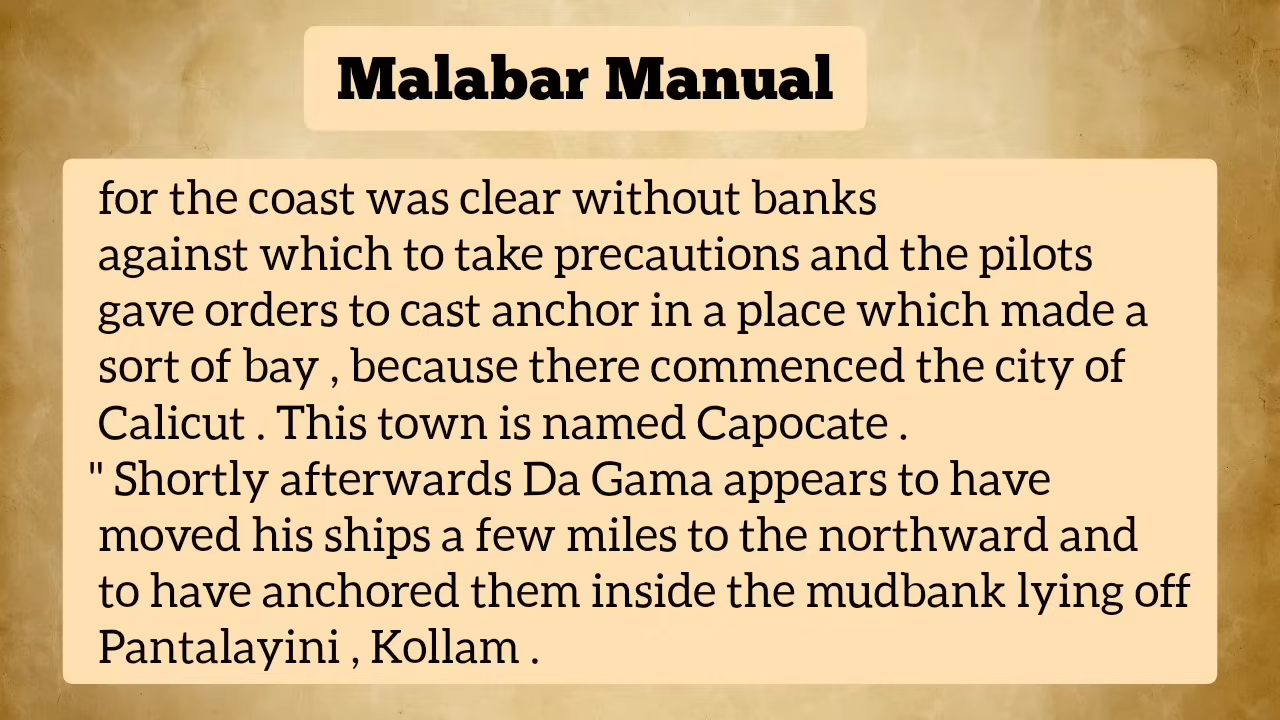 Malabar Manual
for the coast was clear without banks
against which to take precautions and the pilots
gave orders to cast anchor in a place which made a
sort of bay , because there commenced the city of
Calicut . This town is named Capocate .
" Shortly afterwards Da Gama appears to have
moved his ships a few miles to the northward and
to have anchored them inside the mudbank lying off
Pantalayini , Kollam .